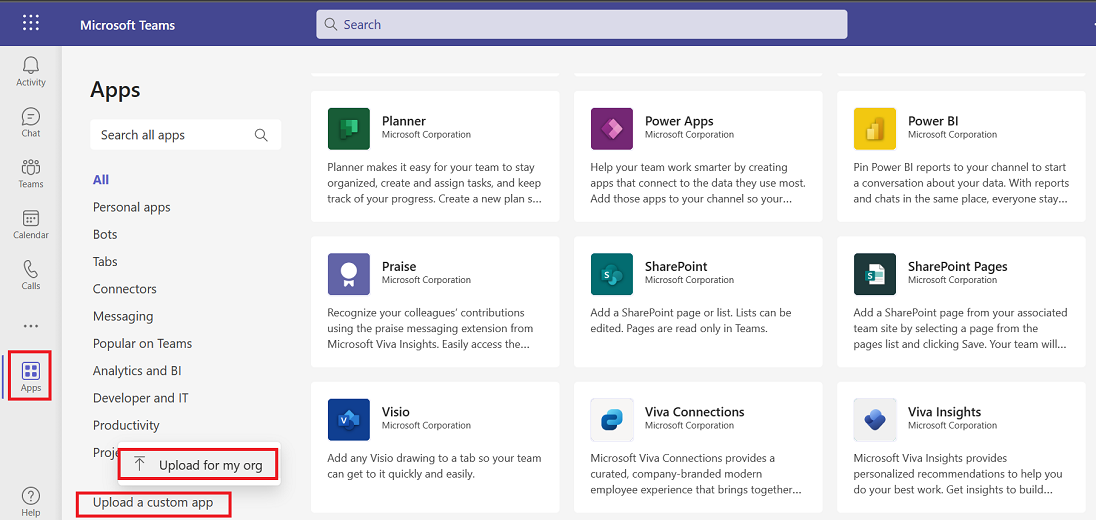 Microsoft Teams
Search
Activity
Chat
Teams
Calendar
Calls
Apps
Help
Apps
Search all apps
All
Personal apps
Bots
Tabs
Connectors
Messaging
Popular on Teams
Analytics and BI
Developer and IT
Productivity
Proje
Upload for my org
Upload a custom app
Planner
Microsoft Corporation
Planner makes it easy for your team to stay
organized, create and assign tasks, and keep
track of your progress. Create a new plan s...
Power Apps
Microsoft Corporation
Help your team work smarter by creating
apps that connect to the data they use most.
Add those apps to your channel so your...
Power BI
Microsoft Corporation
Pin Power BI reports to your channel to start
a conversation about your data. With reports
and chats in the same place, everyone stay...
Praise
Microsoft Corporation
Recognize your colleagues' contributions
using the praise messaging extension from
Microsoft Viva Insights. Easily access the...
SharePoint
Microsoft Corporation
Add a SharePoint page or list. Lists can be
edited. Pages are read only in Teams.
SharePoint Pages
Microsoft Corporation
Add a SharePoint page from your associated
team site by selecting a page from the
pages list and clicking Save. Your team will...
Visio
Microsoft Corporation
Add any Visio drawing to a tab so your team
can get to it quickly and easily.
Viva Connections
Microsoft Corporation
Microsoft Viva Connections provides a
curated, company-branded modern
employee experience that brings together...
Viva Insights
Microsoft Corporation
Microsoft Viva Insights provides
personalized recommendations to help you
do your best work. Get insights to build...